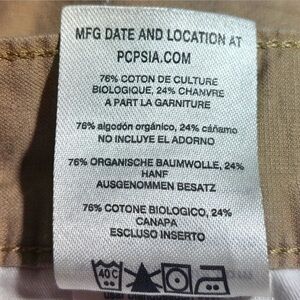 MFG DATE AND LOCATION AT
PCPSIA.COM
76% COTON DE CULTURE
BIOLOGIQUE, 24% CHANVRE
A PART LA GARNITURE
76% algodón orgánico, 24% cáñamo
NO INCLUYE EL ADORNO
76% ORGANISCHE BAUMWOLLE, 24%
HANF
AUSGENOMMEN BESATZ
76% COTONE BIOLOGICO, 24%
CANAPA
ESCLUSO INSERTO
40C